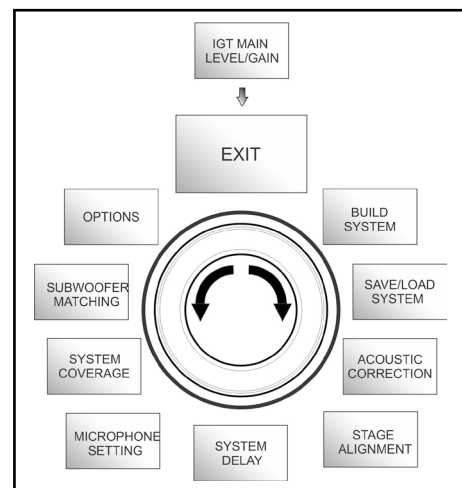 IGT MAIN
LEVEL/GAIN
EXIT
OPTIONS
BUILD
SYSTEM
SUBWOOFER
MATCHING
SAVE/LOAD
SYSTEM
SYSTEM
COVERAGE
ACOUSTIC
CORRECTION
MICROPHONE
SETTING
SYSTEM
DELAY
STAGE
ALIGNMENT